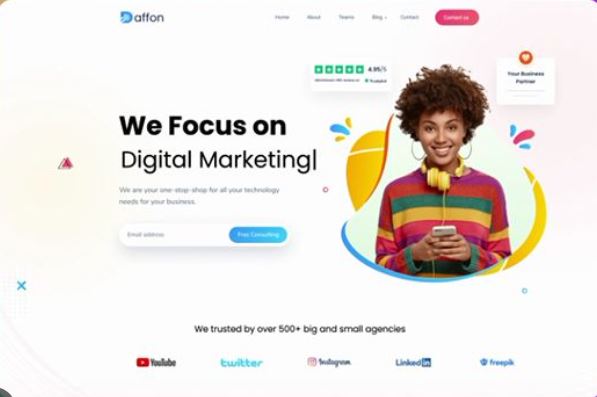 Daffon
Home About Teams Blog Contact Contact us
4.95/5
Trustpilot
Your Business
Partner
We Focus on
Digital Marketing|
We are your one-stop-shop for all your technology
needs for your business.
Email address Free Consulting
We trusted by over 500+ big and small agencies
YouTube twitter Instagram Linkedin freepik